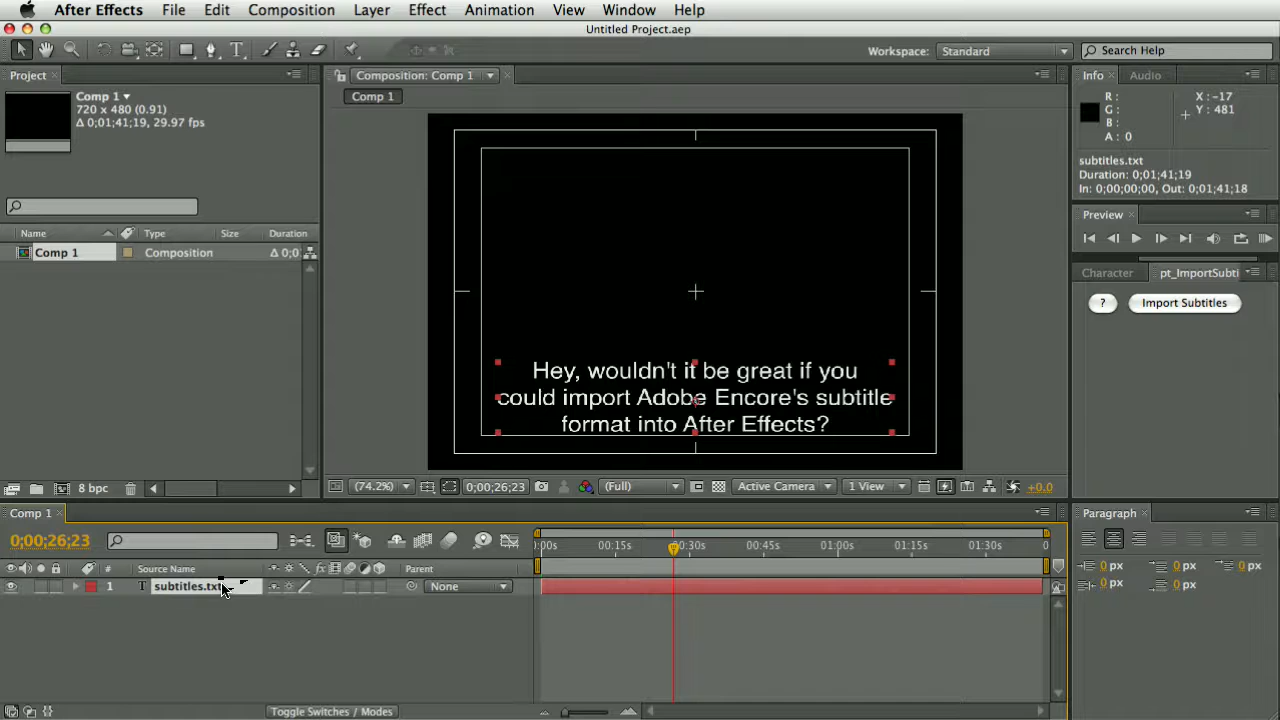 After Effects File Edit Composition Layer Effect Animation View Window Help
Untitled Project.aep
Workspace: Standard Search Help
Project
Comp 1
720 x 480 (0.91)
Δ 0;01;41;19, 29.97 fps
Name Type Size Duration
Comp 1 Composition Δ 0;0
8 bpc
Composition: Comp 1
Comp 1
Hey, wouldn't it be great if you
could import Adobe Encore's subtitle
format into After Effects?
(74.2%) 0;00;26;23 (Full) Active Camera 1 View +0.0
Info Audio
R :
G :
B :
A : 0
X : -17
Y : 481
subtitles.txt
Duration: 0;01;41;19
In: 0;00;00;00, Out: 0;01;41;18
Preview
Character pt_ImportSubti
? Import Subtitles
Comp 1
0;00;26;23
# Source Name Parent
1 T subtitles.txt None
:00s 00:15s 00:30s 00:45s 01:00s 01:15s 01:30s 0
Toggle Switches / Modes
Paragraph
0 px 0 px 0 px
0 px 0 px